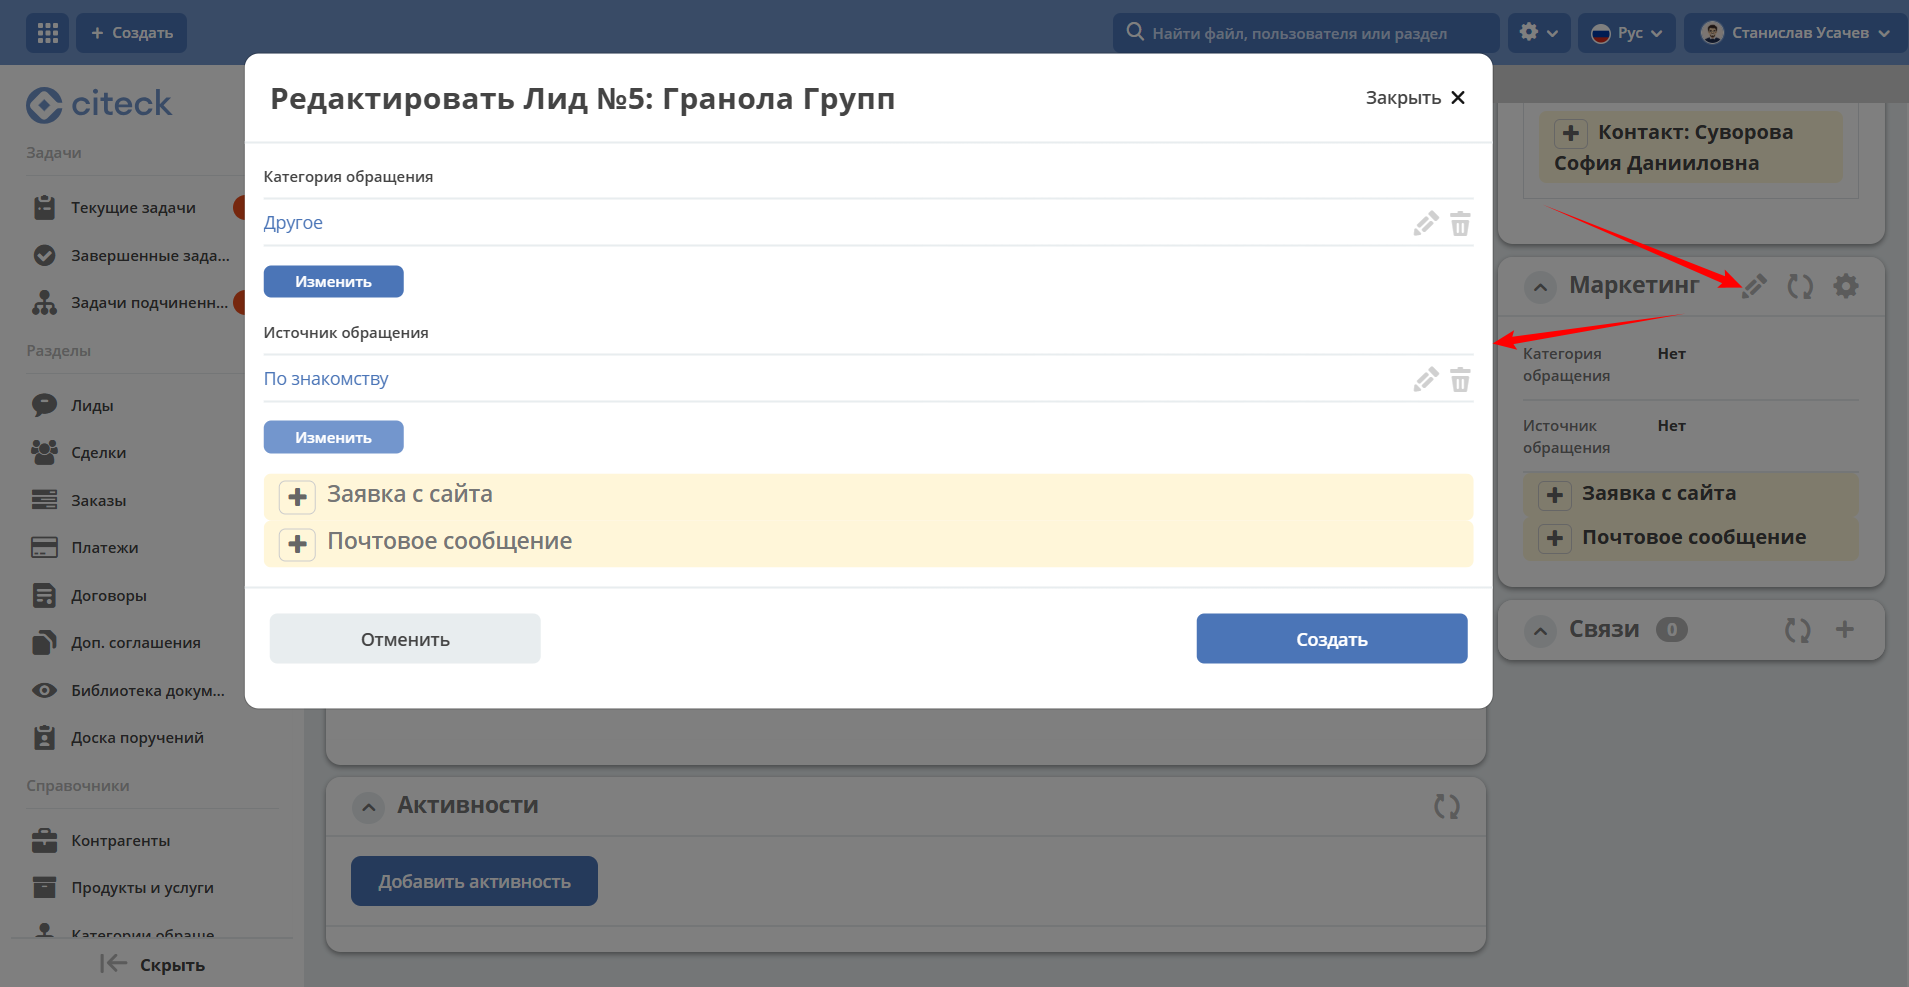 Создать
Найти файл, пользователя или раздел
Рус
Станислав Усачев
citeck
Задачи
Текущие задачи
Завершенные зада...
Задачи подчиненн...
Разделы
Лиды
Сделки
Заказы
Платежи
Договоры
Доп. соглашения
Библиотека докум...
Доска поручений
Справочники
Контрагенты
Продукты и услуги
Категории обраще...
Скрыть
Редактировать Лид №5: Гранола Групп
Закрыть
Категория обращения
Другое
Изменить
Источник обращения
По знакомству
Изменить
Заявка с сайта
Почтовое сообщение
Отменить
Создать
Активности
Добавить активность
Контакт: Суворова
София Данииловна
Маркетинг
Категория
обращения
Нет
Источник
обращения
Нет
Заявка с сайта
Почтовое сообщение
Связи 0